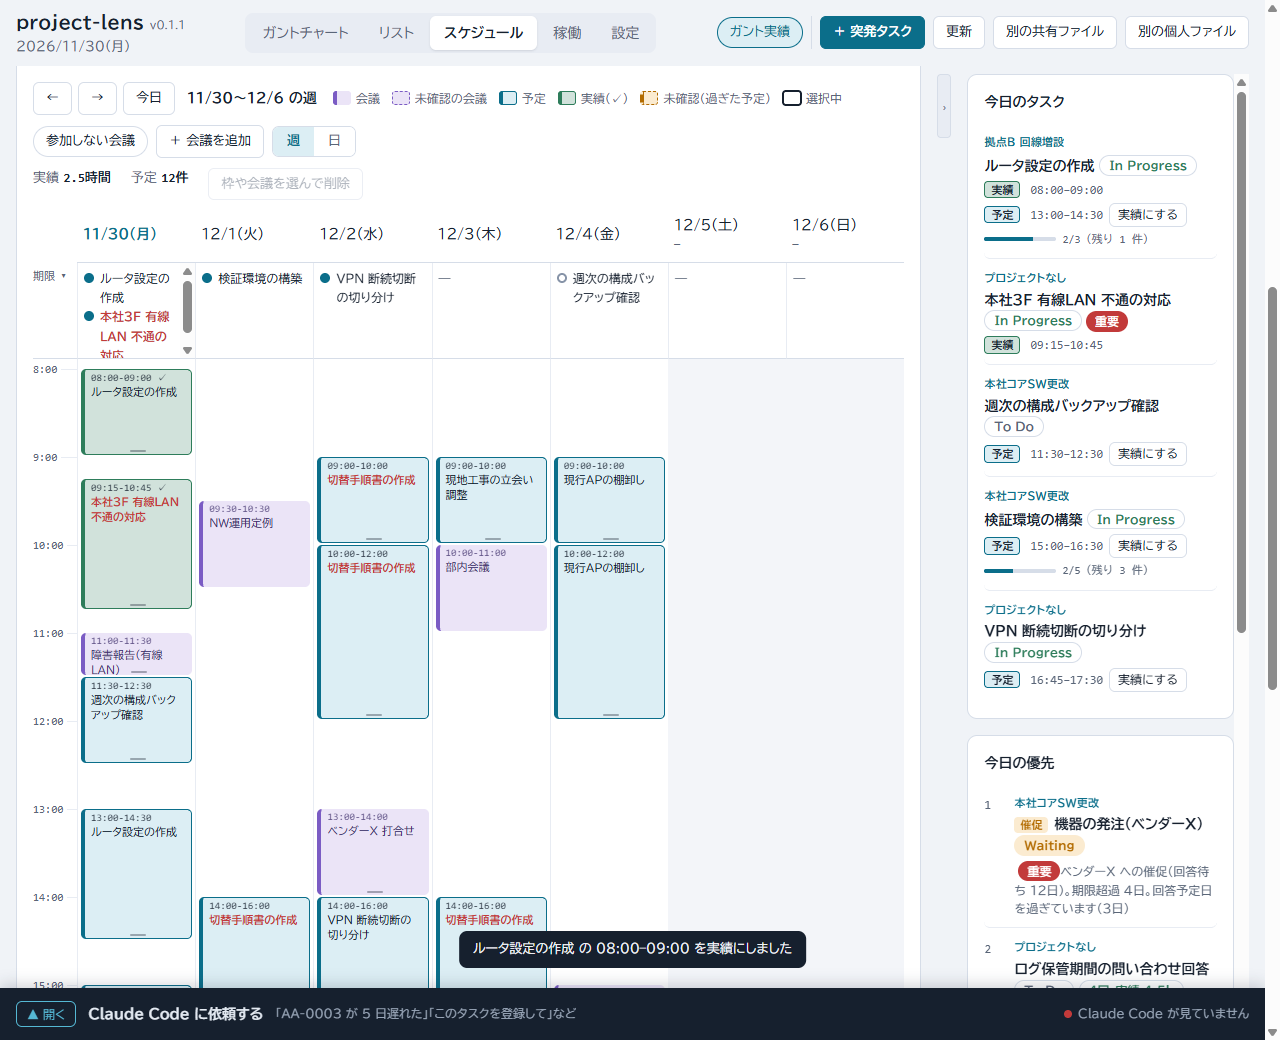 project-lens v0.1.1
2026/11/30(月)
ガントチャート リスト スケジュール 稼働 設定
ガント実績 ＋ 突発タスク 更新 別の共有ファイル 別の個人ファイル
← → 今日 11/30〜12/6 の週 会議 未確認の会議 予定 実績(✓) 未確認(過ぎた予定) 選択中
参加しない会議 ＋ 会議を追加 週 日
実績 2.5時間 予定 12件 枠や会議を選んで削除
11/30(月) 12/1(火) 12/2(水) 12/3(木) 12/4(金) 12/5(土) 12/6(日)
– –
期限 ▾
ルータ設定の
作成
本社3F 有線
LAN 不通の
対応
検証環境の構築
VPN 断続切断
の切り分け
—
週次の構成バッ
クアップ確認
—
—
8:00
9:00
10:00
11:00
12:00
13:00
14:00
15:00
08:00-09:00 ✓
ルータ設定の作成
09:15-10:45 ✓
本社3F 有線LAN
不通の対応
11:00-11:30
障害報告(有線
LAN)
11:30-12:30
週次の構成バック
アップ確認
13:00-14:30
ルータ設定の作成
09:30-10:30
NW運用定例
14:00-16:00
切替手順書の作成
09:00-10:00
切替手順書の作成
10:00-12:00
切替手順書の作成
13:00-14:00
ベンダーX 打合せ
14:00-16:00
VPN 断続切断の
切り分け
09:00-10:00
現地工事の立会い
調整
10:00-11:00
部内会議
14:00-16:00
切替手順書の作成
09:00-10:00
現行APの棚卸し
10:00-12:00
現行APの棚卸し
ルータ設定の作成 の 08:00–09:00 を実績にしました
›
今日のタスク
拠点B 回線増設
ルータ設定の作成 In Progress
実績 08:00–09:00
予定 13:00–14:30 実績にする
2/3 (残り 1 件)
プロジェクトなし
本社3F 有線LAN 不通の対応
In Progress 重要
実績 09:15–10:45
本社コアSW更改
週次の構成バックアップ確認
To Do
予定 11:30–12:30 実績にする
本社コアSW更改
検証環境の構築 In Progress
予定 15:00–16:30 実績にする
2/5 (残り 3 件)
プロジェクトなし
VPN 断続切断の切り分け
In Progress
予定 16:45–17:30 実績にする
今日の優先
1 本社コアSW更改
催促 機器の発注(ベンダーX)
Waiting
重要 ベンダーX への催促(回答待
ち 12日)。期限超過 4日。回答予定日
を過ぎています(3日)
2 プロジェクトなし
ログ保管期間の問い合わせ回答
▲ 開く Claude Code に依頼する 「AA-0003 が 5 日遅れた」「このタスクを登録して」など Claude Code が見ていません